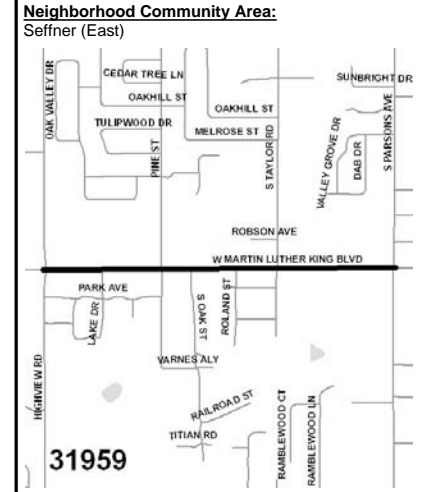 Neighborhood Community Area:
Seffner (East)
OAK VALLEY DR
CEDAR TREE LN
SUNBRIGHT DR
OAKHILL ST
OAKHILL ST
TULIPWOOD DR
MELROSE ST
PINE ST
S TAYLOR RD
VALLEY GROVE DR
DAB DR
S PARSONS AVE
ROBSON AVE
W MARTIN LUTHER KING BLVD
PARK AVE
LAKE DR
S OAK ST
ROLAND ST
HIGHVIEW RD
VARNES ALY
RAILROAD ST
TITIAN RD
RAMBLEWOOD CT
RAMBLEWOOD LN
31959